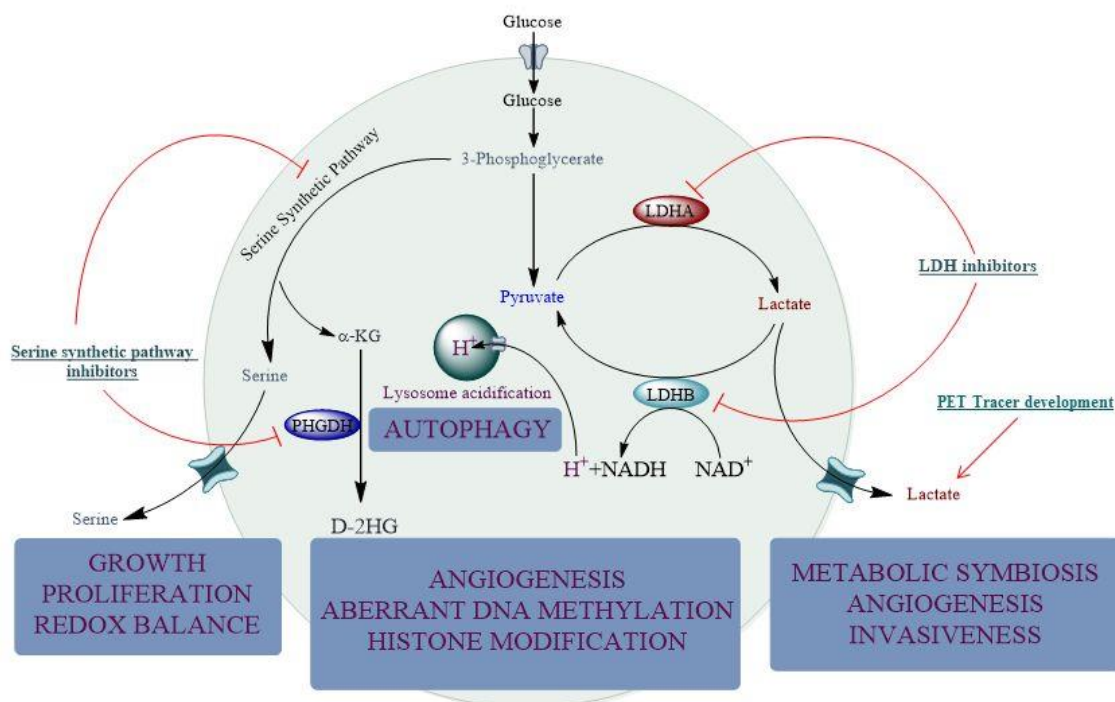 Glucose
Glucose
3-Phosphoglycerate
Serine Synthetic Pathway
LDHA
LDH inhibitors
Pyruvate
Lactate
α-KG
H+
Serine synthetic pathway
inhibitors
Serine
Lysosome acidification
LDHB
PHGDH
AUTOPHAGY
PET Tracer development
H++NADH
NAD+
Lactate
Serine
D-2HG
GROWTH
PROLIFERATION
REDOX BALANCE
ANGIOGENESIS
ABERRANT DNA METHYLATION
HISTONE MODIFICATION
METABOLIC SYMBIOSIS
ANGIOGENESIS
INVASIVENESS